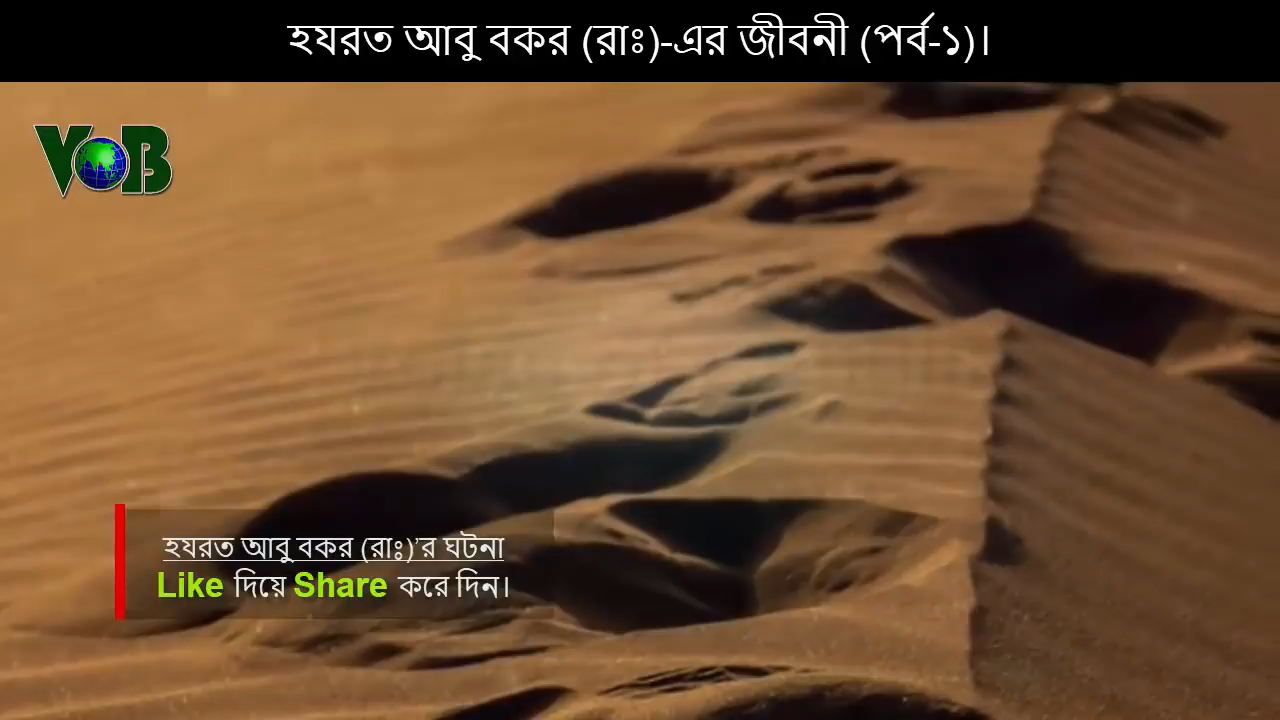 হযরত আবু বকর (রাঃ)-এর জীবনী (পর্ব-১)।
VOB
হযরত আবু বকর (রাঃ)'র ঘটনা
Like দিয়ে Share করে দিন।